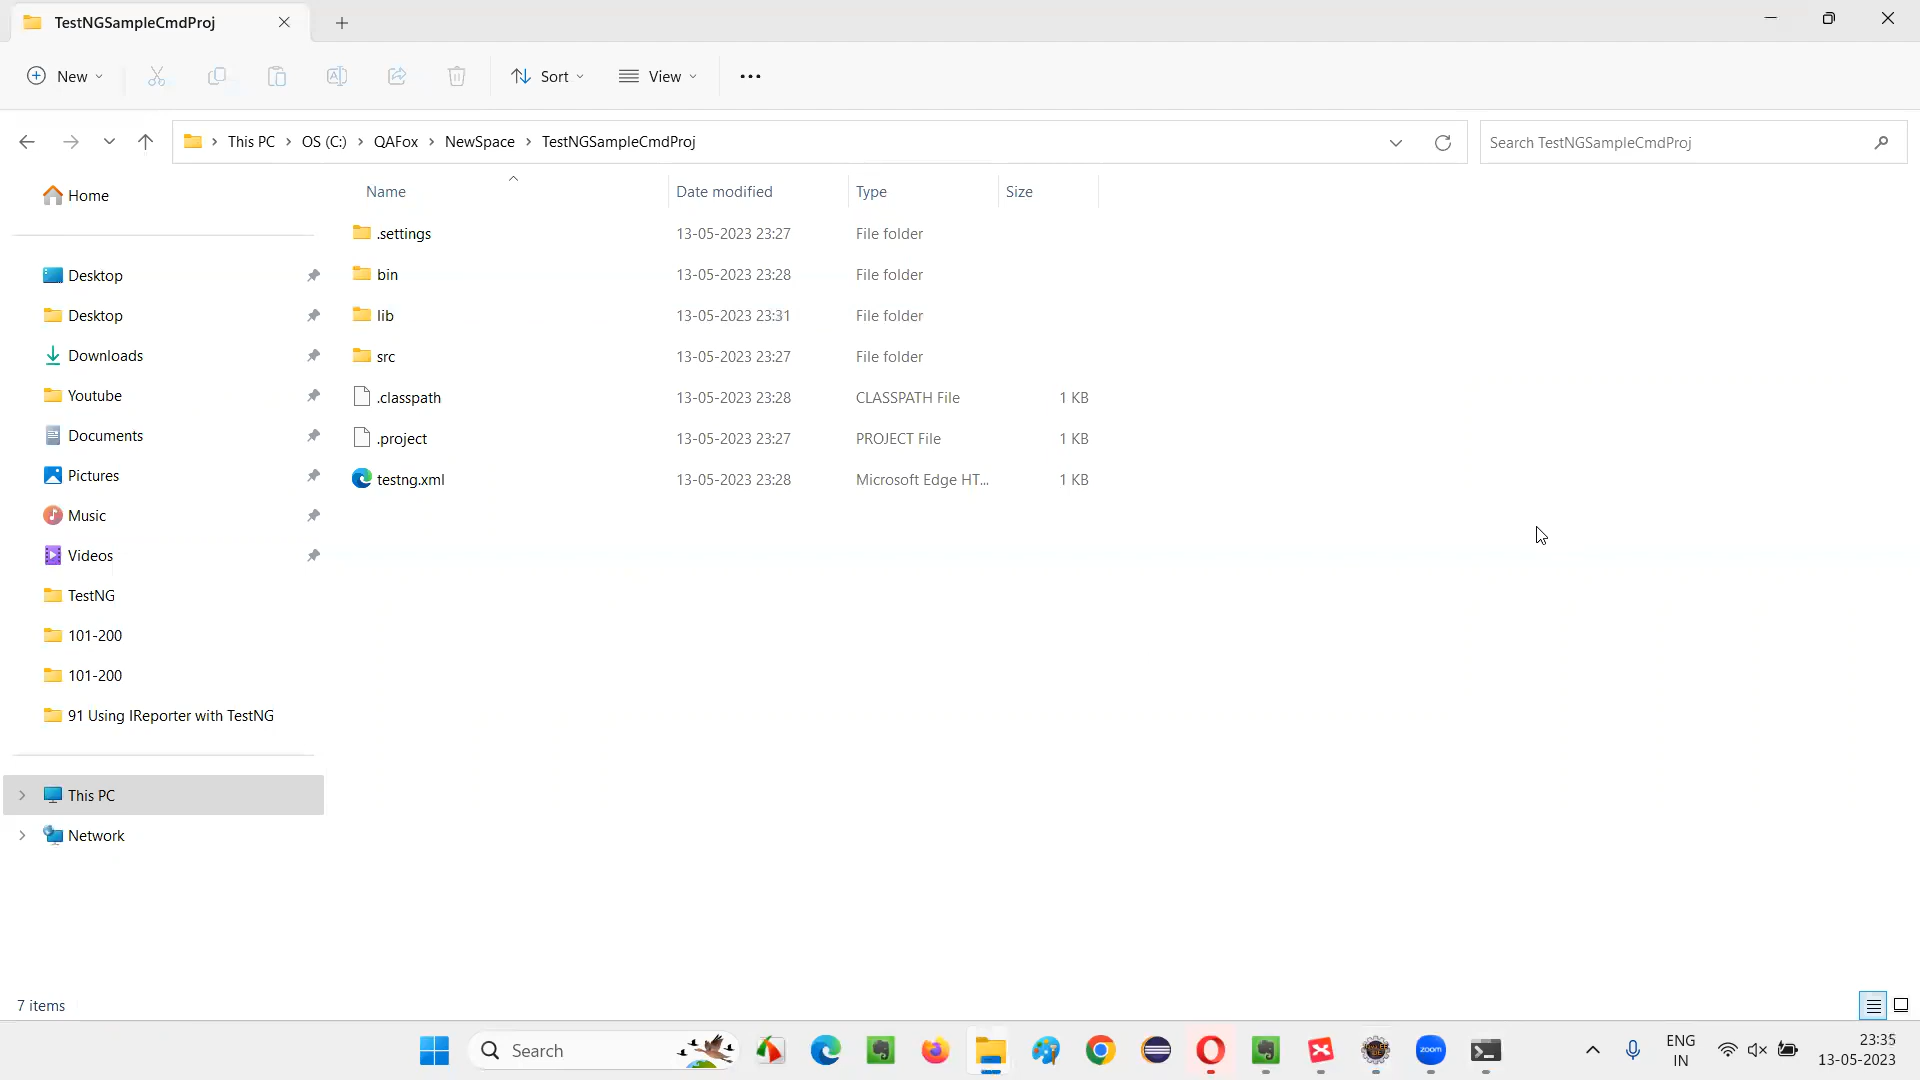 TestNGSampleCmdProj
New
Sort
View
This PC
OS (C:)
QAFox
NewSpace
TestNGSampleCmdProj
Search TestNGSampleCmdProj
Home
Desktop
Desktop
Downloads
Youtube
Documents
Pictures
Music
Videos
TestNG
101-200
101-200
91 Using IReporter with TestNG
This PC
Network
Name Date modified Type Size
.settings 13-05-2023 23:27 File folder
bin 13-05-2023 23:28 File folder
lib 13-05-2023 23:31 File folder
src 13-05-2023 23:27 File folder
.classpath 13-05-2023 23:28 CLASSPATH File 1 KB
.project 13-05-2023 23:27 PROJECT File 1 KB
testng.xml 13-05-2023 23:28 Microsoft Edge HT... 1 KB
7 items
Search
zoom
ENG
IN
23:35
13-05-2023